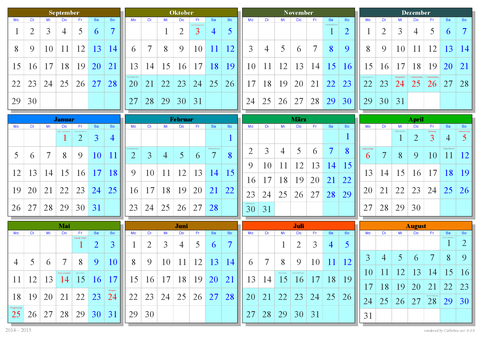 September
Mo Di Mi Do Fr Sa So
1 2 3 4 5 6 7
8 9 10 11 12 13 14
15 16 17 18 19 20 21
22 23 24 25 26 27 28
29 30
Oktober
Mo Di Mi Do Fr Sa So
1 2 3 4 5
6 7 8 9 10 11 12
13 14 15 16 17 18 19
20 21 22 23 24 25 26
27 28 29 30 31
November
Mo Di Mi Do Fr Sa So
1 2
3 4 5 6 7 8 9
10 11 12 13 14 15 16
17 18 19 20 21 22 23
24 25 26 27 28 29 30
Dezember
Mo Di Mi Do Fr Sa So
1 2 3 4 5 6 7
8 9 10 11 12 13 14
15 16 17 18 19 20 21
22 23 24 25 26 27 28
29 30 31
Januar
Mo Di Mi Do Fr Sa So
1 2 3 4
5 6 7 8 9 10 11
12 13 14 15 16 17 18
19 20 21 22 23 24 25
26 27 28 29 30 31
Februar
Mo Di Mi Do Fr Sa So
1
2 3 4 5 6 7 8
9 10 11 12 13 14 15
16 17 18 19 20 21 22
23 24 25 26 27 28
März
Mo Di Mi Do Fr Sa So
1
2 3 4 5 6 7 8
9 10 11 12 13 14 15
16 17 18 19 20 21 22
23 24 25 26 27 28 29
30 31
April
Mo Di Mi Do Fr Sa So
1 2 3 4 5
6 7 8 9 10 11 12
13 14 15 16 17 18 19
20 21 22 23 24 25 26
27 28 29 30
Mai
Mo Di Mi Do Fr Sa So
1 2 3
4 5 6 7 8 9 10
11 12 13 14 15 16 17
18 19 20 21 22 23 24
25 26 27 28 29 30 31
Juni
Mo Di Mi Do Fr Sa So
1 2 3 4 5 6 7
8 9 10 11 12 13 14
15 16 17 18 19 20 21
22 23 24 25 26 27 28
29 30
Juli
Mo Di Mi Do Fr Sa So
1 2 3 4 5
6 7 8 9 10 11 12
13 14 15 16 17 18 19
20 21 22 23 24 25 26
27 28 29 30 31
August
Mo Di Mi Do Fr Sa So
1 2
3 4 5 6 7 8 9
10 11 12 13 14 15 16
17 18 19 20 21 22 23
24 25 26 27 28 29 30
31
2014 - 2015